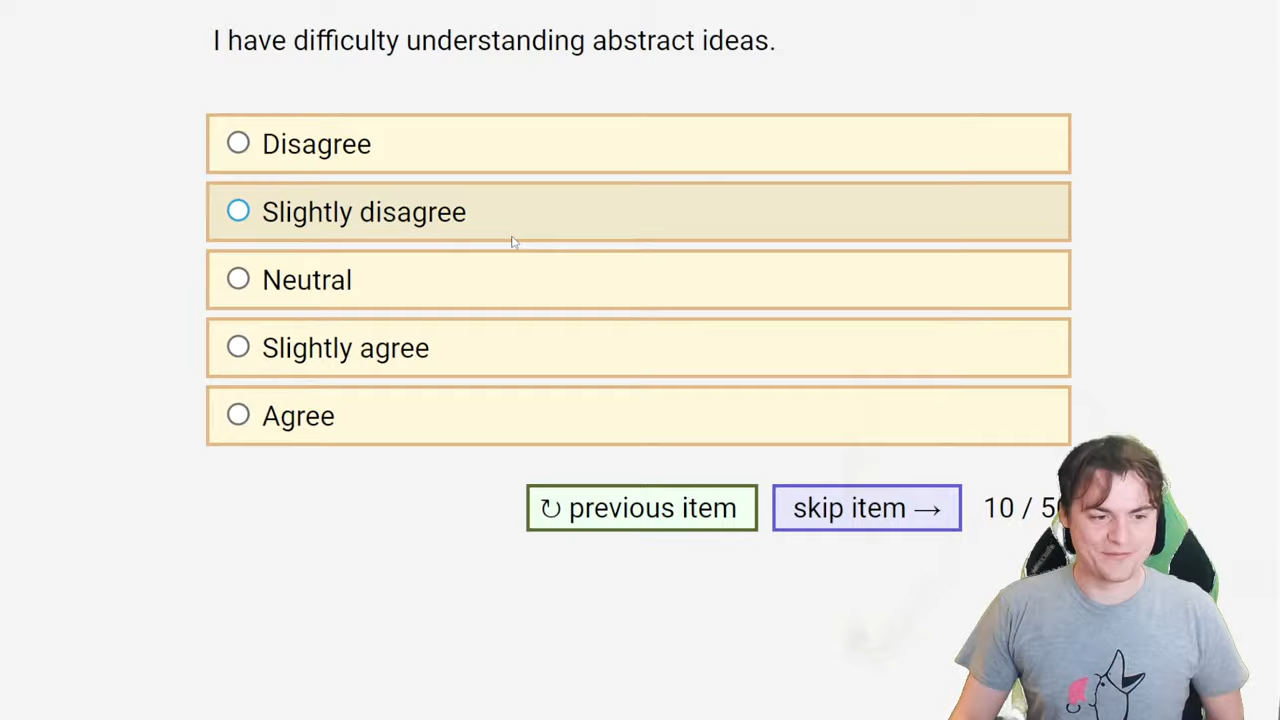 I have difficulty understanding abstract ideas.
Disagree
Slightly disagree
Neutral
Slightly agree
Agree
↻ previous item
skip item →
10 / 5